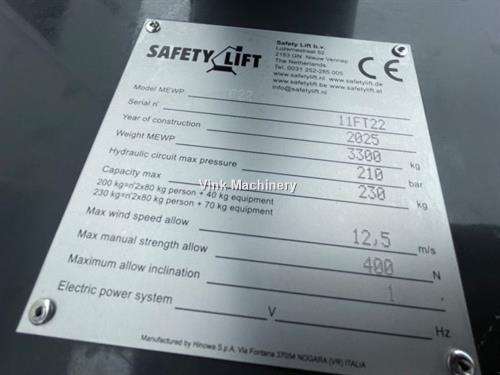 SAFETY LIFT
Safety Lift b.v.
Luzernestraat 52
2153 GN Nieuw Vennep
The Netherlands
Tel. 0031 252-285 005
www.safetylift.nl www.safetylift.de
www.safetylift.be www.safetylift.at
info@safetylift.nl
CE
Model MEWP
Serial n° 11FT22
Year of construction 2025
Weight MEWP 3300 kg
Hydraulic circuit max pressure 210 bar
Capacity max 230 kg
200 kg=n°2x80 kg person + 40 kg equipment
230 kg=n°2x80 kg person + 70 kg equipment
Max wind speed allow 12,5 m/s
Max manual strength allow 400 N
Maximum allow inclination 1
Electric power system V Hz
Manufactured by Hinowa S.p.A. Via Fontana 37054 NOGARA (VR) ITALIA
Vink Machinery